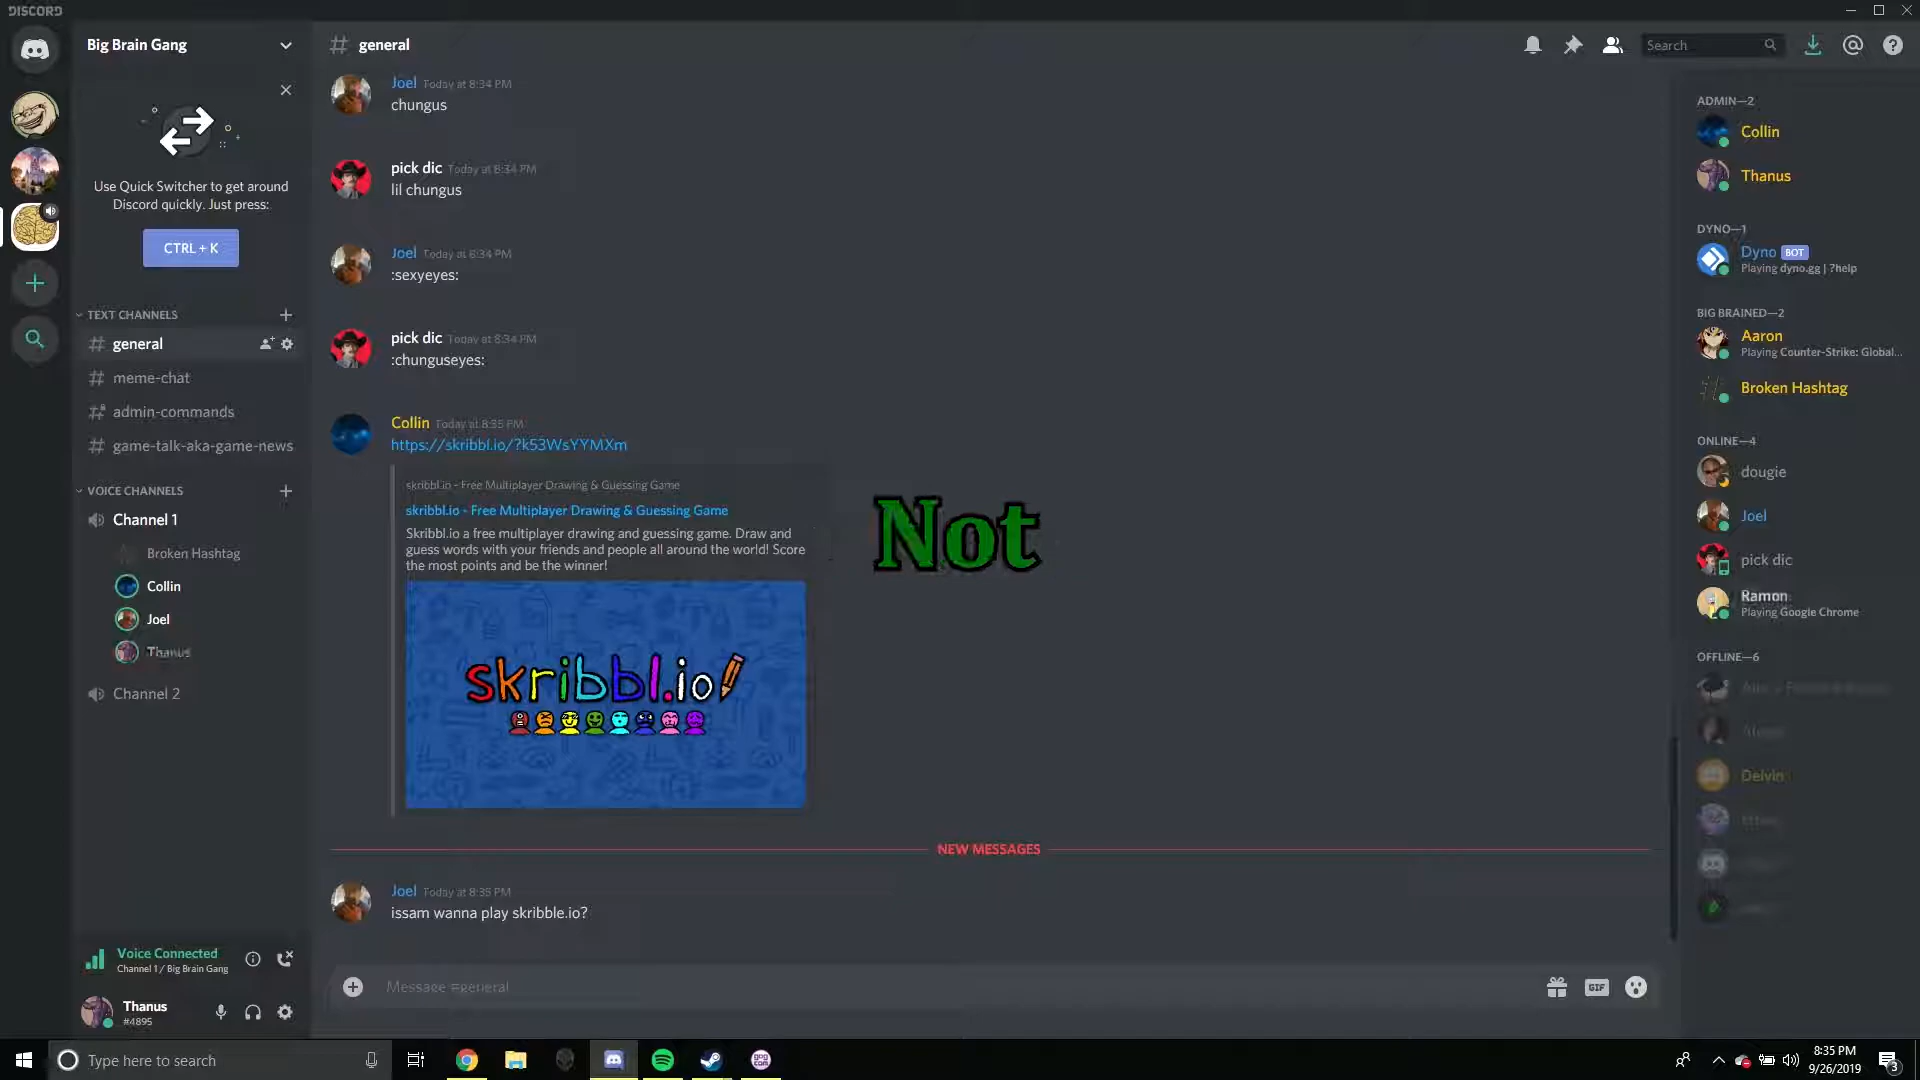 DISCORD
Big Brain Gang
Use Quick Switcher to get around
Discord quickly. Just press:
CTRL + K
TEXT CHANNELS
general
meme-chat
admin-commands
game-talk-aka-game-news
VOICE CHANNELS
Channel 1
Broken Hashtag
Collin
Joel
Thanus
Channel 2
Voice Connected
Channel 1 / Big Brain Gang
Thanus
#4895
general
Search
Joel Today at 8:34 PM
chungus
pick dic Today at 8:34 PM
lil chungus
Joel Today at 8:34 PM
:sexyeyes:
pick dic Today at 8:34 PM
:chunguseyes:
Collin Today at 8:35 PM
https://skribbl.io/?k53WsYYMXm
skribbl.io - Free Multiplayer Drawing & Guessing Game
skribbl.io - Free Multiplayer Drawing & Guessing Game
Skribbl.io a free multiplayer drawing and guessing game. Draw and
guess words with your friends and people all around the world! Score
the most points and be the winner!
skribbl.io
Not
NEW MESSAGES
Joel Today at 8:35 PM
issam wanna play skribble.io?
Message #general
GIF
ADMIN—2
Collin
Thanus
DYNO—1
Dyno BOT
Playing dyno.gg | ?help
BIG BRAINED—2
Aaron
Playing Counter-Strike: Global...
Broken Hashtag
ONLINE—4
dougie
Joel
pick dic
Ramon
Playing Google Chrome
OFFLINE—6
Delvin
Type here to search
GOG
COM
8:35 PM
9/26/2019
3